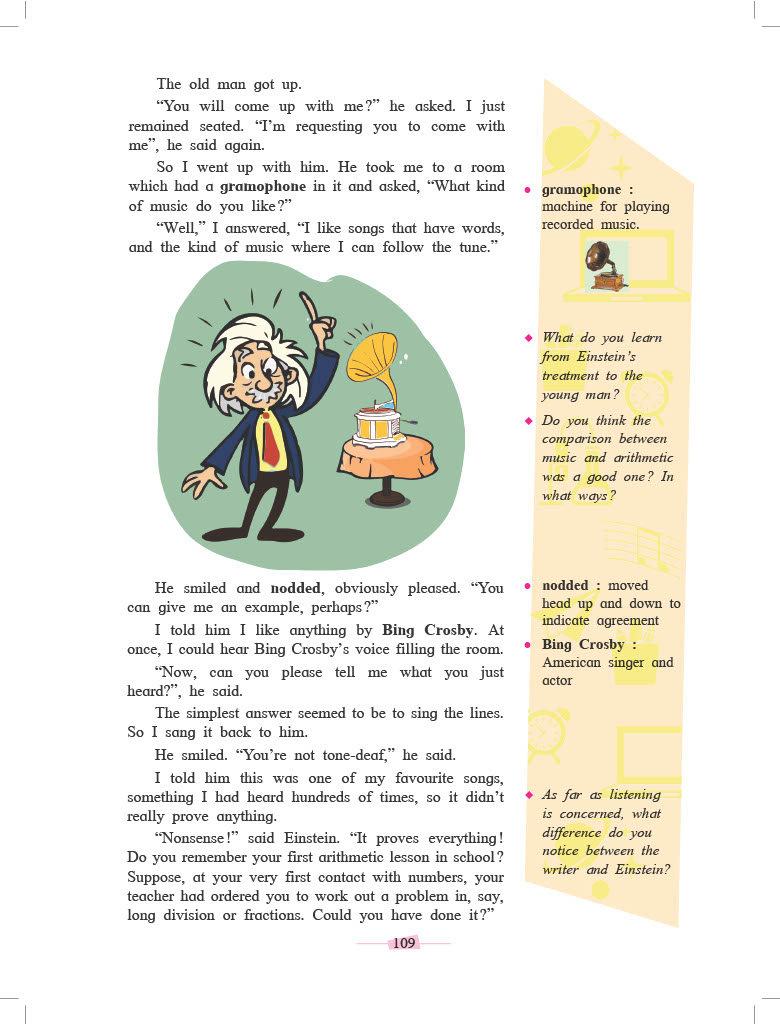 The old man got up.
“You will come up with me?” he asked. I just
remained seated. “I’m requesting you to come with
me”, he said again.
So I went up with him. He took me to a room
which had a gramophone in it and asked, “What kind
of music do you like?”
“Well,” I answered, “I like songs that have words,
and the kind of music where I can follow the tune.”
He smiled and nodded, obviously pleased. “You
can give me an example, perhaps?”
I told him I like anything by Bing Crosby. At
once, I could hear Bing Crosby’s voice filling the room.
“Now, can you please tell me what you just
heard?”, he said.
The simplest answer seemed to be to sing the lines.
So I sang it back to him.
He smiled. “You’re not tone-deaf,” he said.
I told him this was one of my favourite songs,
something I had heard hundreds of times, so it didn’t
really prove anything.
“Nonsense!” said Einstein. “It proves everything!
Do you remember your first arithmetic lesson in school?
Suppose, at your very first contact with numbers, your
teacher had ordered you to work out a problem in, say,
long division or fractions. Could you have done it?”
• gramophone :
machine for playing
recorded music.
◆ What do you learn
from Einstein’s
treatment to the
young man?
◆ Do you think the
comparison between
music and arithmetic
was a good one? In
what ways?
• nodded : moved
head up and down to
indicate agreement
• Bing Crosby :
American singer and
actor
◆ As far as listening
is concerned, what
difference do you
notice between the
writer and Einstein?
109